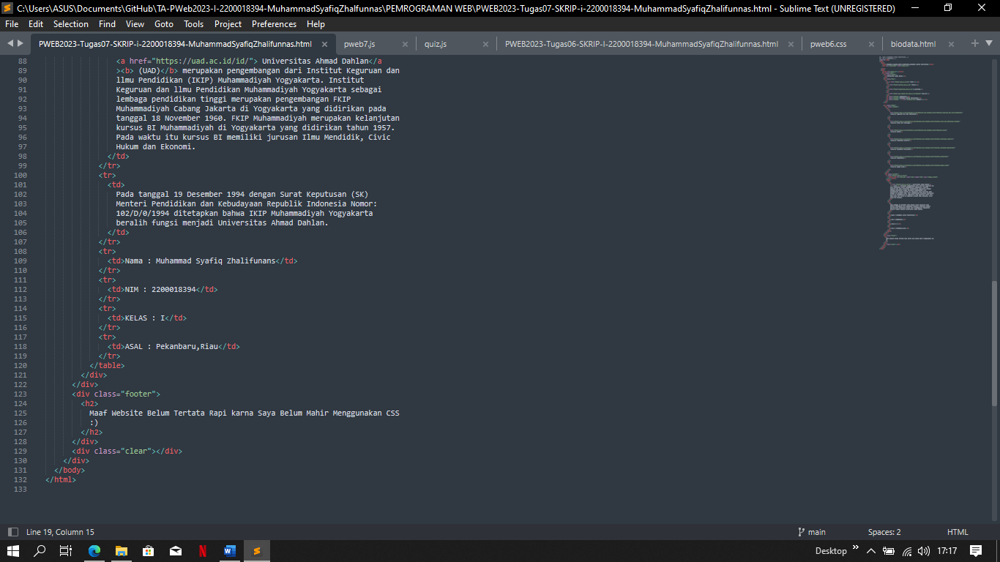 C:\Users\ASUS\Documents\GitHub\TA-PWeb2023-I-2200018394-MuhammadSyafiqZhalfunnas\PEMROGRAMAN WEB\PWEB2023-Tugas07-SKRIP-i-2200018394-MuhammadSyafiqZhalifunnas.html - Sublime Text (UNREGISTERED)
File Edit Selection Find View Goto Tools Project Preferences Help
PWEB2023-Tugas07-SKRIP-i-2200018394-MuhammadSyafiqZhalifunnas.html pweb7.js quiz.js PWEB2023-Tugas06-SKRIP-I-2200018394-MuhammadSyafiqZhalifunnas.html pweb6.css biodata.html
88 <a href="https://uad.ac.id/id/"> Universitas Ahmad Dahlan</a
89 ><b> (UAD)</b> merupakan pengembangan dari Institut Keguruan dan
90 llmu Pendidikan (IKIP) Muhammadiyah Yogyakarta. Institut
91 Keguruan dan llmu Pendidikan Muhammadiyah Yogyakarta sebagai
92 lembaga pendidikan tinggi merupakan pengembangan FKIP
93 Muhammadiyah Cabang Jakarta di Yogyakarta yang didirikan pada
94 tanggal 18 November 1960. FKIP Muhammadiyah merupakan kelanjutan
95 kursus BI Muhammadiyah di Yogyakarta yang didirikan tahun 1957.
96 Pada waktu itu kursus BI memiliki jurusan Ilmu Mendidik, Civic
97 Hukum dan Ekonomi.
98 </td>
99 </tr>
100 <tr>
101 <td>
102 Pada tanggal 19 Desember 1994 dengan Surat Keputusan (SK)
103 Menteri Pendidikan dan Kebudayaan Republik Indonesia Nomor:
104 102/D/0/1994 ditetapkan bahwa IKIP Muhammadiyah Yogyakarta
105 beralih fungsi menjadi Universitas Ahmad Dahlan.
106 </td>
107 </tr>
108 <tr>
109 <td>Nama : Muhammad Syafiq Zhalifunans</td>
110 </tr>
111 <tr>
112 <td>NIM : 2200018394</td>
113 </tr>
114 <tr>
115 <td>KELAS : I</td>
116 </tr>
117 <tr>
118 <td>ASAL : Pekanbaru,Riau</td>
119 </tr>
120 </table>
121 </div>
122 </div>
123 <div class="footer">
124 <h2>
125 Maaf Website Belum Tertata Rapi karna Saya Belum Mahir Menggunakan CSS
126 :)
127 </h2>
128 </div>
129 <div class="clear"></div>
130 </div>
131 </body>
132 </html>
133
Line 19, Column 15 main Spaces: 2 HTML
Desktop 17:17